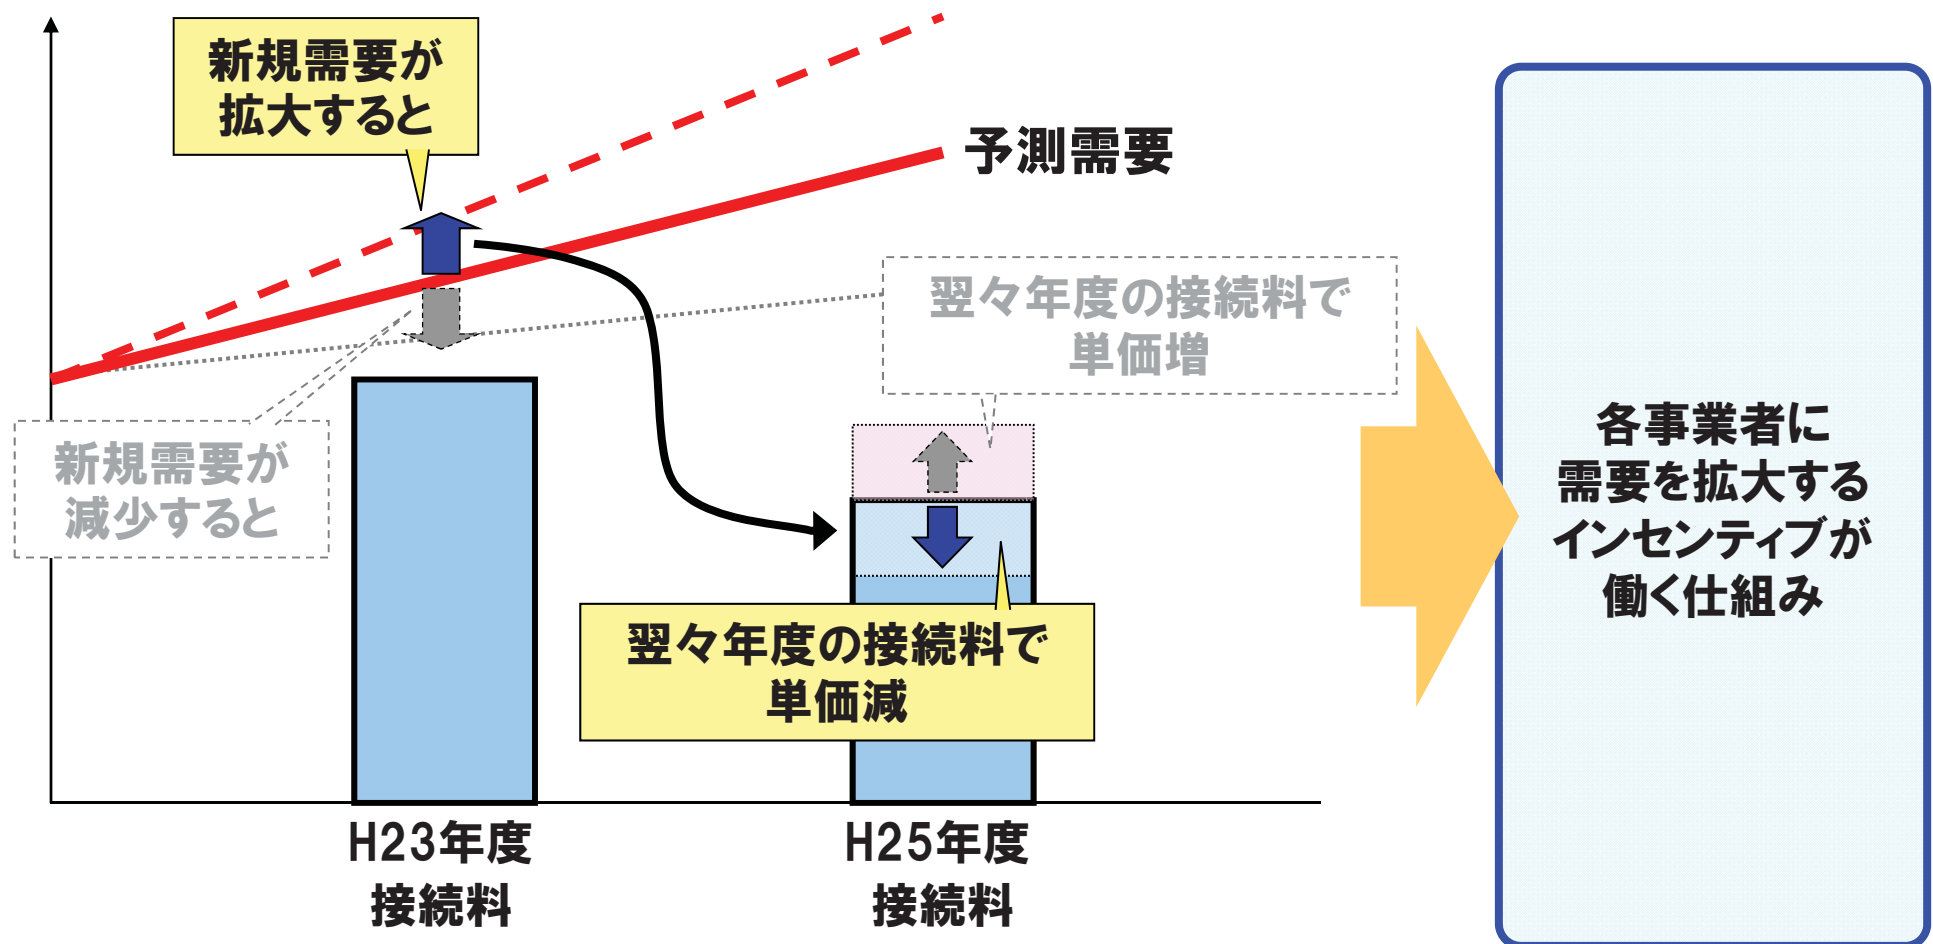 新規需要が
拡大すると
予測需要
翌々年度の接続料で
単価増
新規需要が
減少すると
翌々年度の接続料で
単価減
H23年度
接続料
H25年度
接続料
各事業者に
需要を拡大する
インセンティブが
働く仕組み